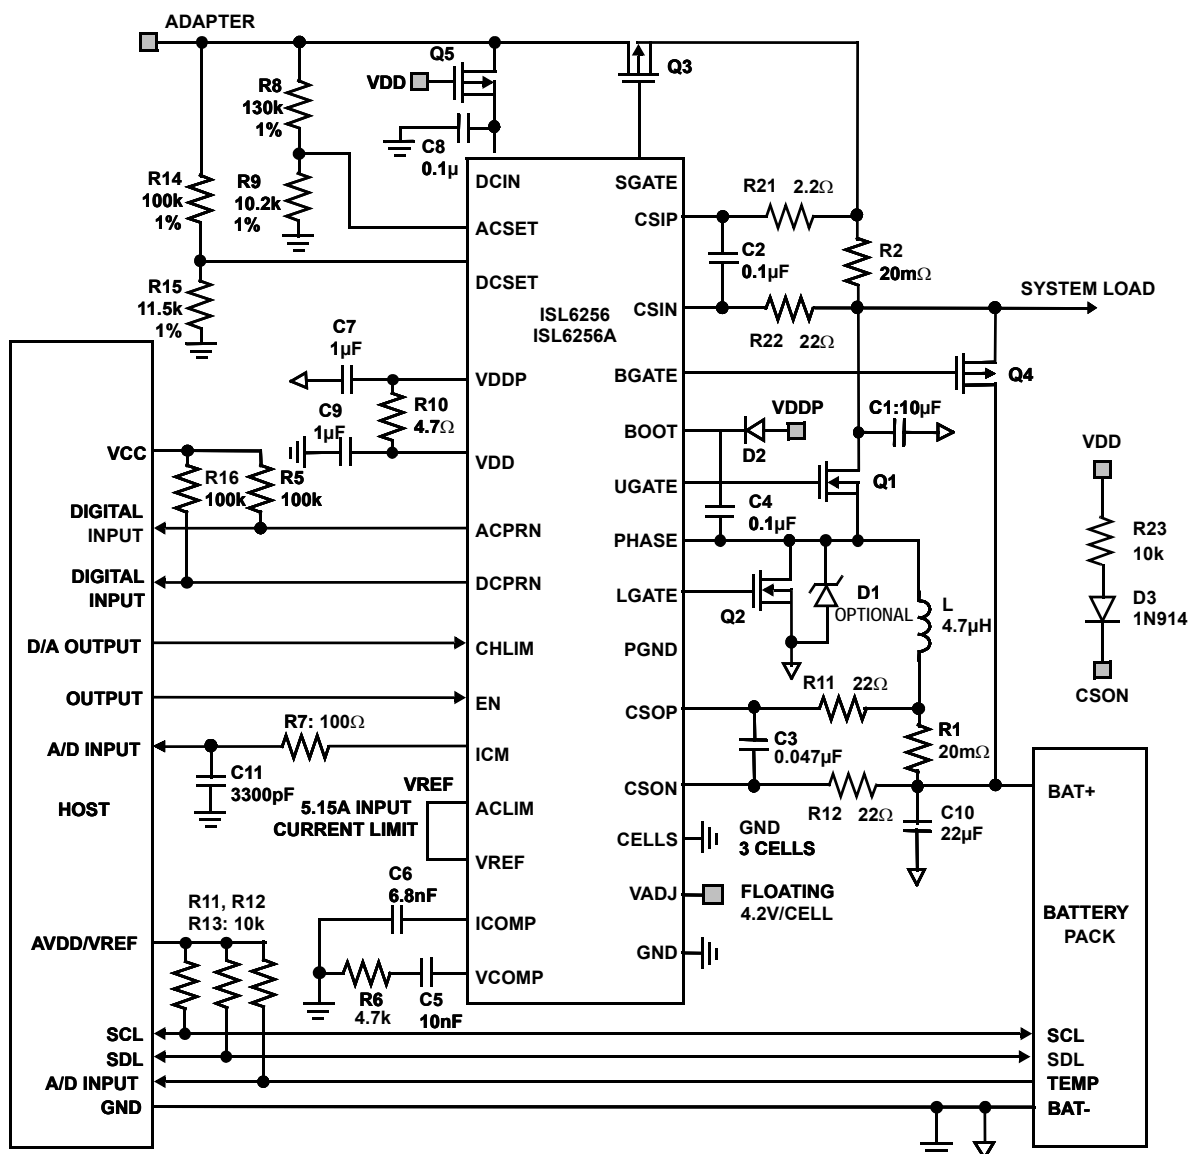 ADAPTER
Q5
VDD
Q3
R8
130k
1%
C8
0.1µ
R14
100k
1%
R9
10.2k
1%
R15
11.5k
1%
DCIN
ACSET
DCSET
SGATE
CSIP
CSIN
ISL6256
ISL6256A
R21 2.2Ω
C2
0.1µF
R2
20mΩ
R22 22Ω
SYSTEM LOAD
C7
1µF
VDDP
R10
4.7Ω
C9
1µF
VDD
BGATE
Q4
BOOT
VDDP
D2
C1:10µF
UGATE
Q1
C4
0.1µF
PHASE
LGATE
Q2
D1
OPTIONAL
PGND
L
4.7µH
VDD
R23
10k
D3
1N914
CSON
VCC
R16
100k
R5
100k
DIGITAL
INPUT
ACPRN
DIGITAL
INPUT
DCPRN
D/A OUTPUT
CHLIM
OUTPUT
EN
R7: 100Ω
A/D INPUT
ICM
C11
3300pF
HOST
VREF
5.15A INPUT
CURRENT LIMIT
ACLIM
VREF
R11 22Ω
CSOP
C3
0.047µF
R1
20mΩ
CSON
R12 22Ω
C10
22µF
CELLS
GND
3 CELLS
VADJ
FLOATING
4.2V/CELL
GND
C6
6.8nF
ICOMP
VCOMP
R6
4.7k
C5
10nF
R11, R12
R13: 10k
AVDD/VREF
SCL
SDL
A/D INPUT
GND
BAT+
BATTERY
PACK
SCL
SDL
TEMP
BAT-